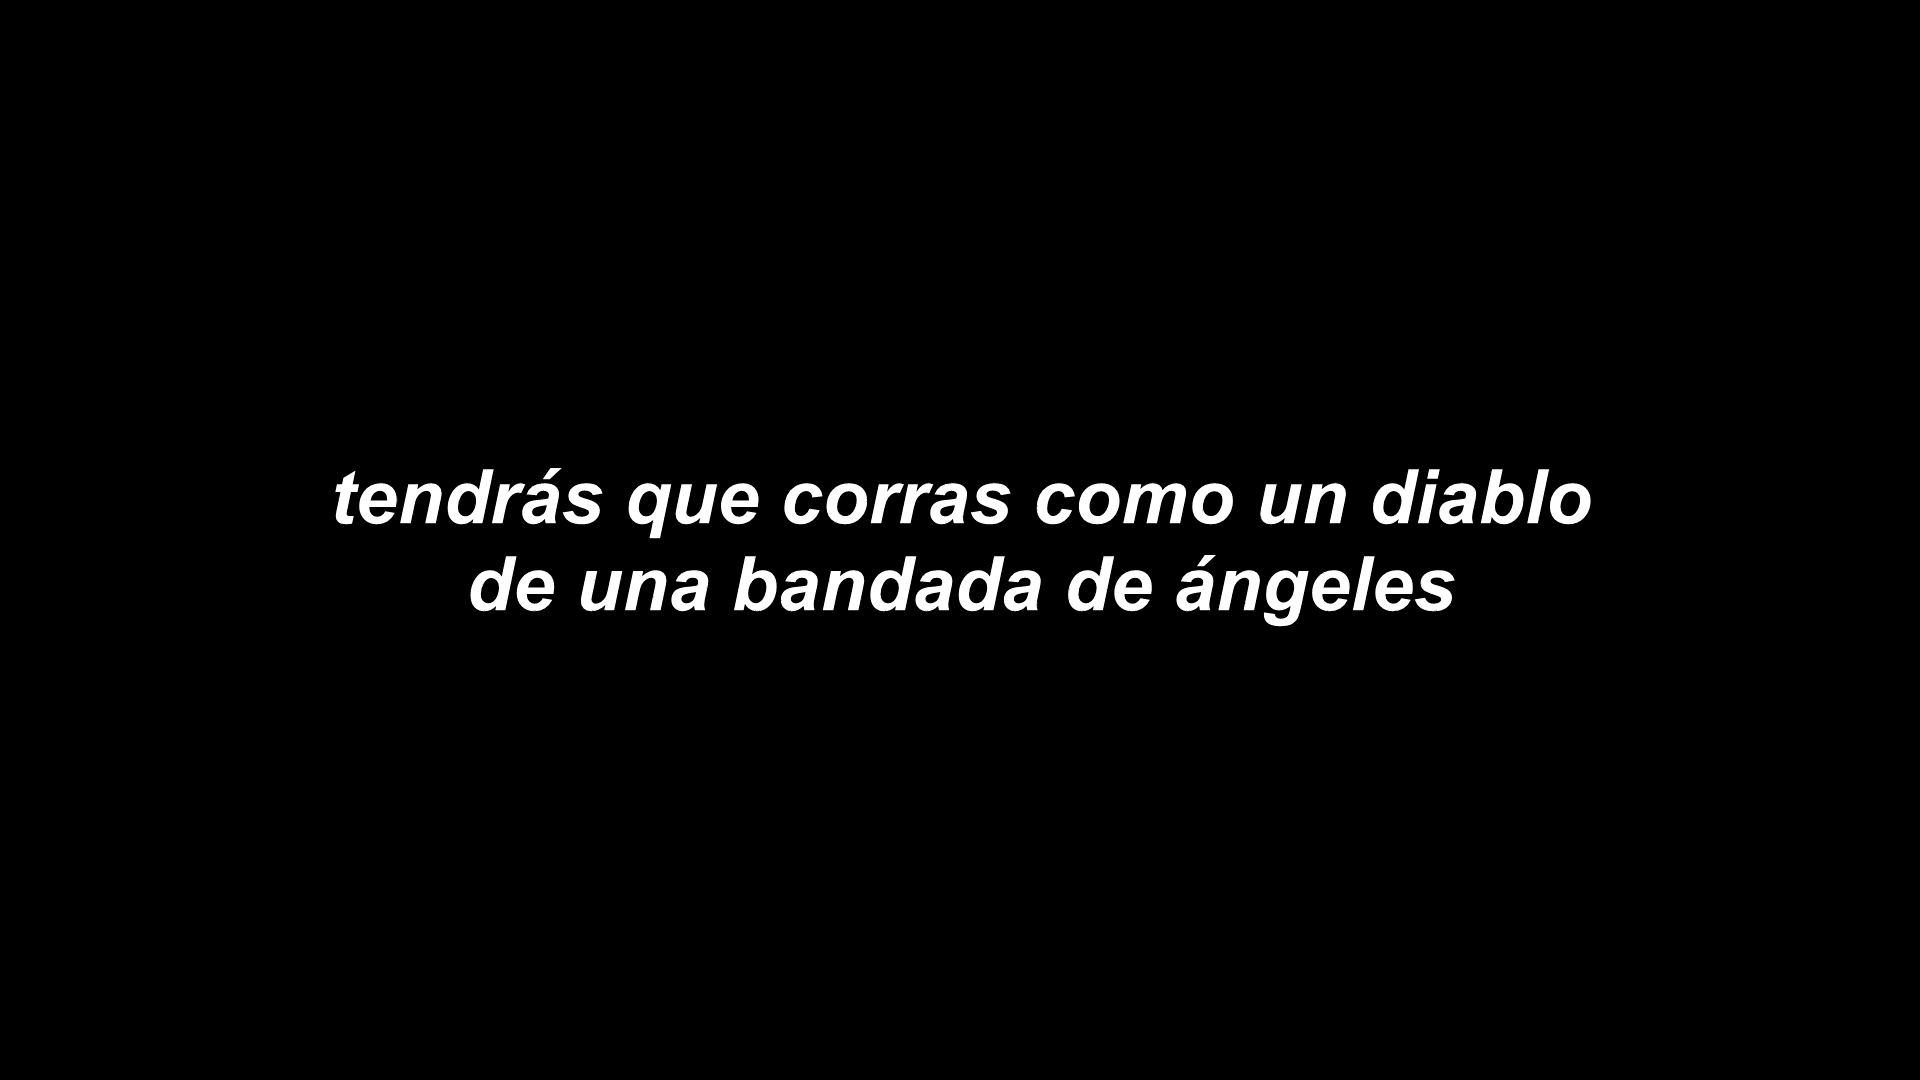 tendrás que corras como un diablo
de una bandada de ángeles